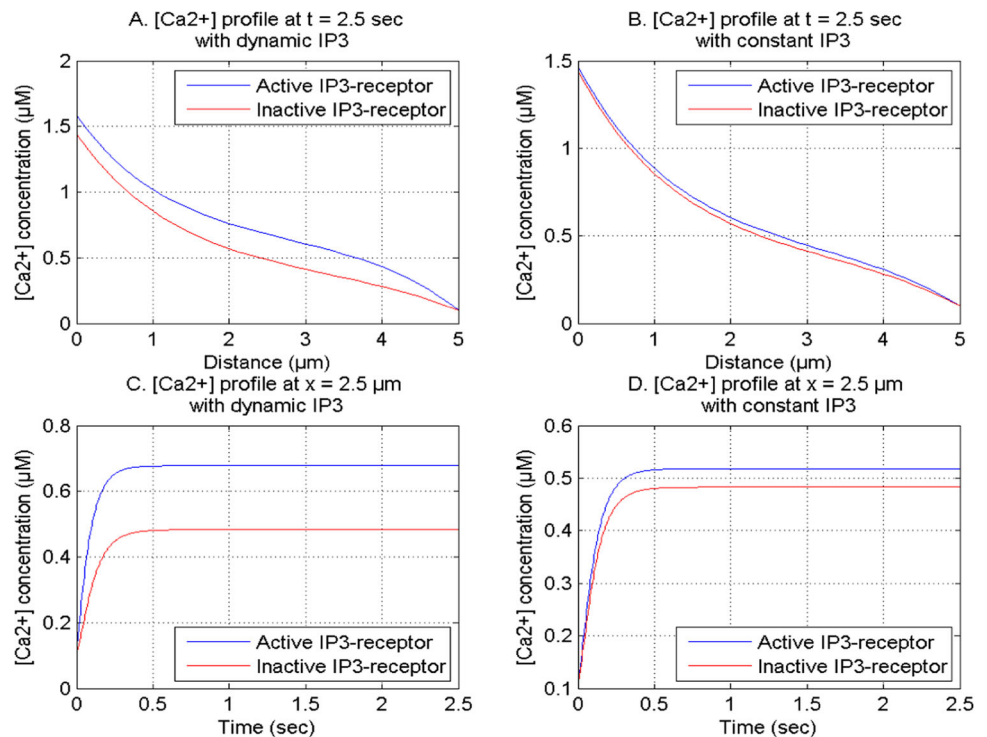 A. [Ca2+] profile at t = 2.5 sec
with dynamic IP3
[Ca2+] concentration (µM)
2
1.5
1
0.5
0
Active IP3-receptor
Inactive IP3-receptor
0 1 2 3 4 5
Distance (µm)
B. [Ca2+] profile at t = 2.5 sec
with constant IP3
[Ca2+] concentration (µM)
1.5
1
0.5
0
Active IP3-receptor
Inactive IP3-receptor
0 1 2 3 4 5
Distance (µm)
C. [Ca2+] profile at x = 2.5 µm
with dynamic IP3
[Ca2+] concentration (µM)
0.8
0.6
0.4
0.2
0
Active IP3-receptor
Inactive IP3-receptor
0 0.5 1 1.5 2 2.5
Time (sec)
D. [Ca2+] profile at x = 2.5 µm
with constant IP3
[Ca2+] concentration (µM)
0.6
0.5
0.4
0.3
0.2
0.1
Active IP3-receptor
Inactive IP3-receptor
0 0.5 1 1.5 2 2.5
Time (sec)